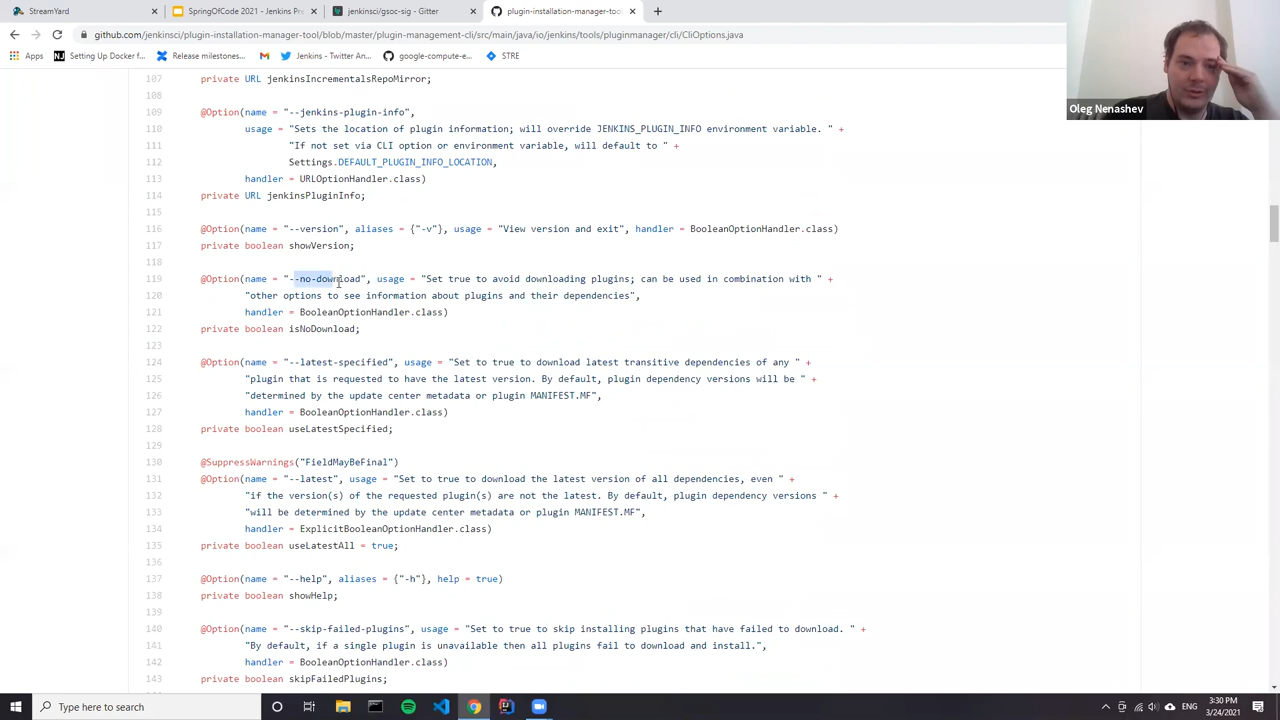 StreamYard
SpringOfCode 2021 - Jenkins Pre
jenkinsci/gsoc-sig - Gitter
plugin-installation-manager-too
github.com/jenkinsci/plugin-installation-manager-tool/blob/master/plugin-management-cli/src/main/java/io/jenkins/tools/pluginmanager/cli/CliOptions.java
Apps
Setting Up Docker f...
Release milestones...
Jenkins - Twitter An...
google-compute-e...
STRE
Oleg Nenashev
107 private URL jenkinsIncrementalsRepoMirror;
108
109 @Option(name = "--jenkins-plugin-info",
110 usage = "Sets the location of plugin information; will override JENKINS_PLUGIN_INFO environment variable. " +
111 "If not set via CLI option or environment variable, will default to " +
112 Settings.DEFAULT_PLUGIN_INFO_LOCATION,
113 handler = URLOptionHandler.class)
114 private URL jenkinsPluginInfo;
115
116 @Option(name = "--version", aliases = {"-v"}, usage = "View version and exit", handler = BooleanOptionHandler.class)
117 private boolean showVersion;
118
119 @Option(name = "--no-download", usage = "Set true to avoid downloading plugins; can be used in combination with " +
120 "other options to see information about plugins and their dependencies",
121 handler = BooleanOptionHandler.class)
122 private boolean isNoDownload;
123
124 @Option(name = "--latest-specified", usage = "Set to true to download latest transitive dependencies of any " +
125 "plugin that is requested to have the latest version. By default, plugin dependency versions will be " +
126 "determined by the update center metadata or plugin MANIFEST.MF",
127 handler = BooleanOptionHandler.class)
128 private boolean useLatestSpecified;
129
130 @SuppressWarnings("FieldMayBeFinal")
131 @Option(name = "--latest", usage = "Set to true to download the latest version of all dependencies, even " +
132 "if the version(s) of the requested plugin(s) are not the latest. By default, plugin dependency versions " +
133 "will be determined by the update center metadata or plugin MANIFEST.MF",
134 handler = ExplicitBooleanOptionHandler.class)
135 private boolean useLatestAll = true;
136
137 @Option(name = "--help", aliases = {"-h"}, help = true)
138 private boolean showHelp;
139
140 @Option(name = "--skip-failed-plugins", usage = "Set to true to skip installing plugins that have failed to download. " +
141 "By default, if a single plugin is unavailable then all plugins fail to download and install.",
142 handler = BooleanOptionHandler.class)
143 private boolean skipFailedPlugins;
Type here to search
ENG
3:30 PM
3/24/2021